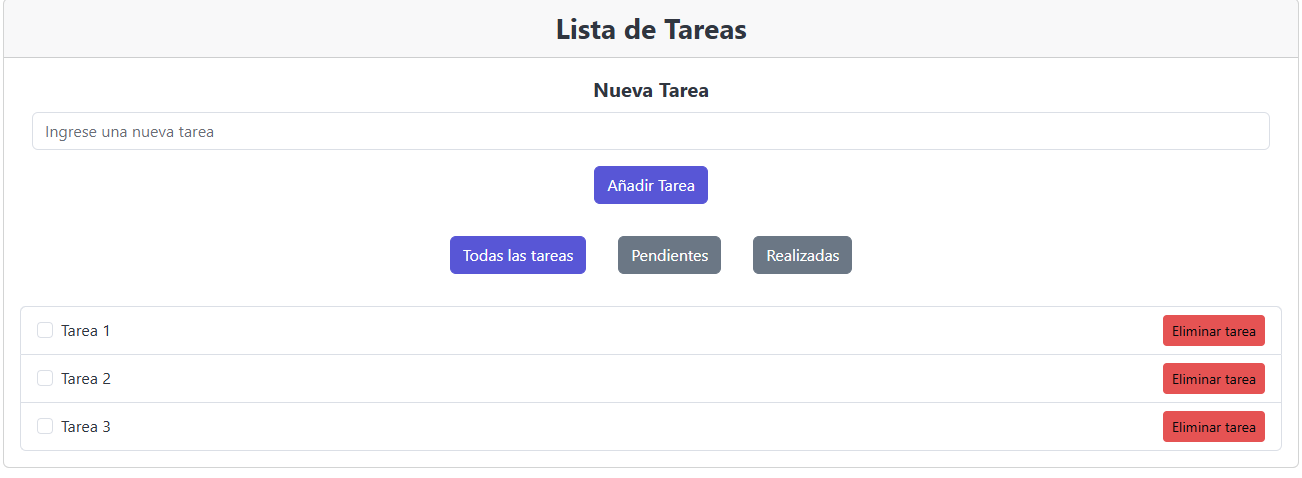 Lista de Tareas
Nueva Tarea
Ingrese una nueva tarea
Añadir Tarea
Todas las tareas Pendientes Realizadas
Tarea 1 Eliminar tarea
Tarea 2 Eliminar tarea
Tarea 3 Eliminar tarea